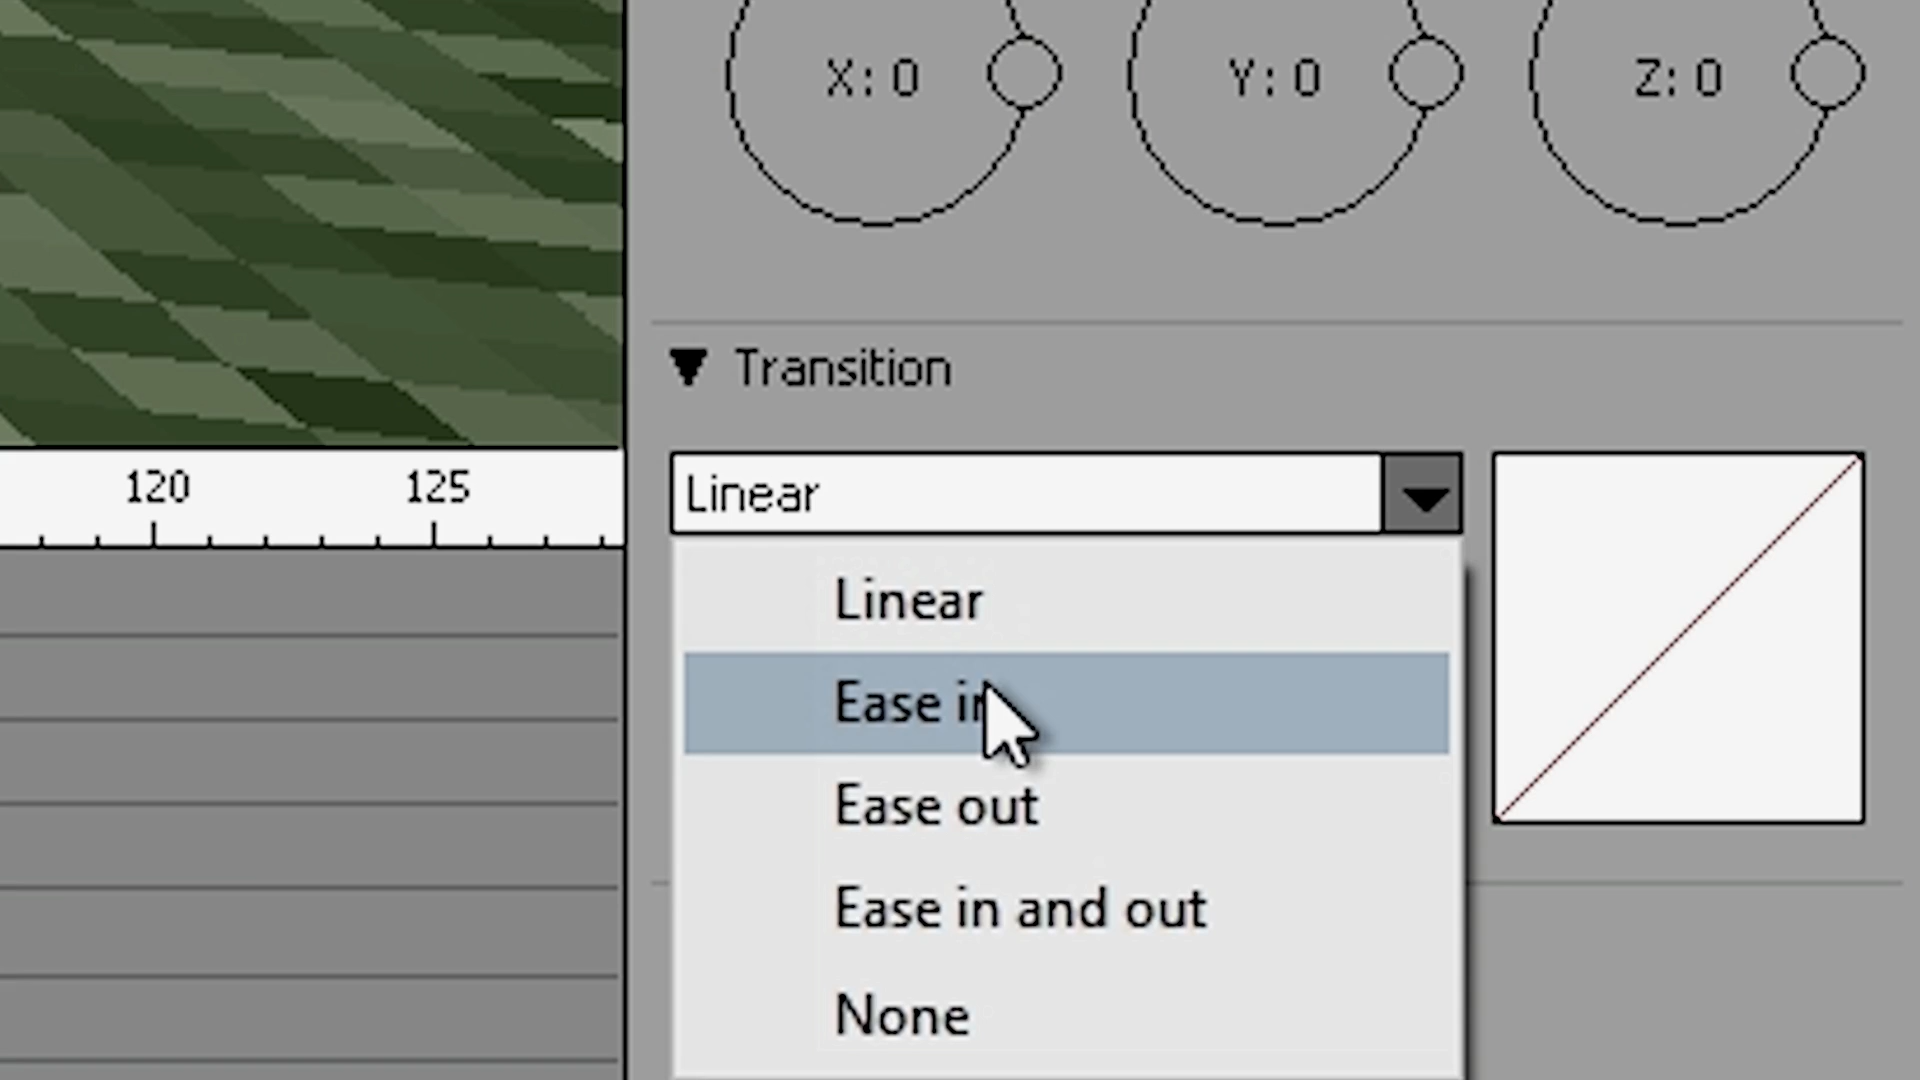 X: 0
Y: 0
Z: 0
Transition
120
125
Linear
Linear
Ease in
Ease out
Ease in and out
None